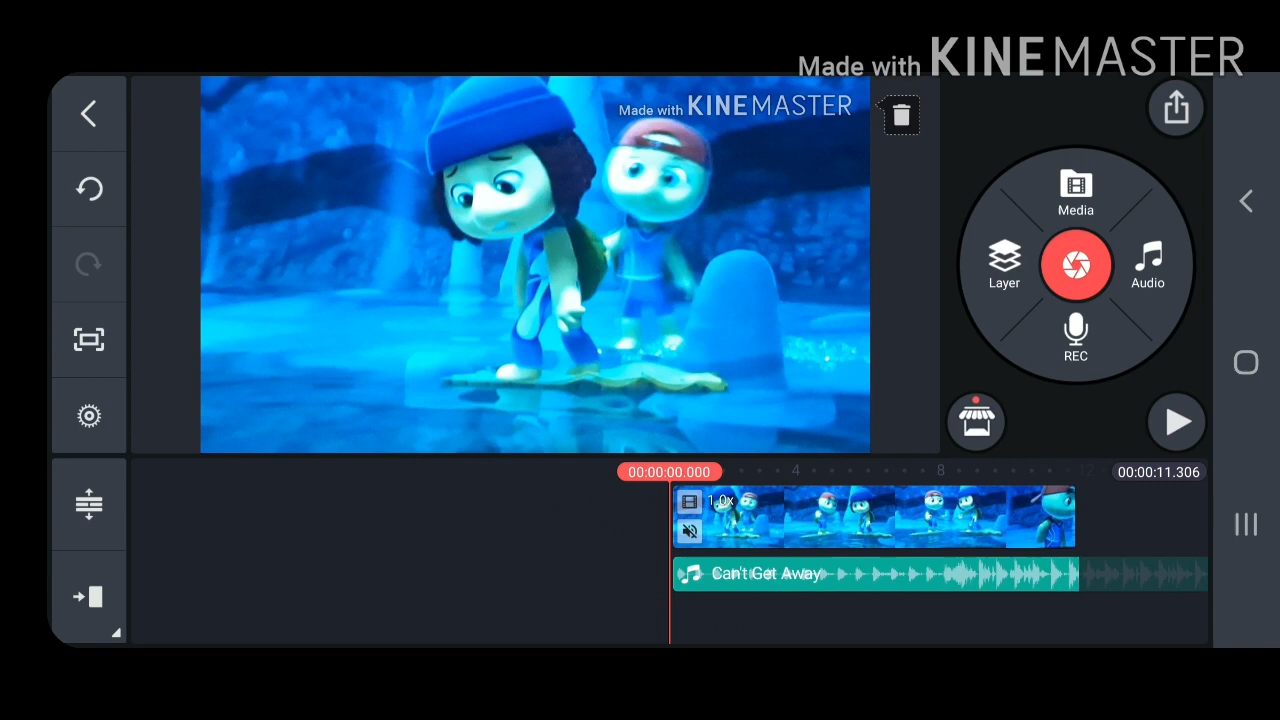 Made with KINEMASTER
Made with KINEMASTER
Media
Layer
Audio
REC
00:00:00.000
4
8
12
00:00:11.306
1.0x
Can't Get Away